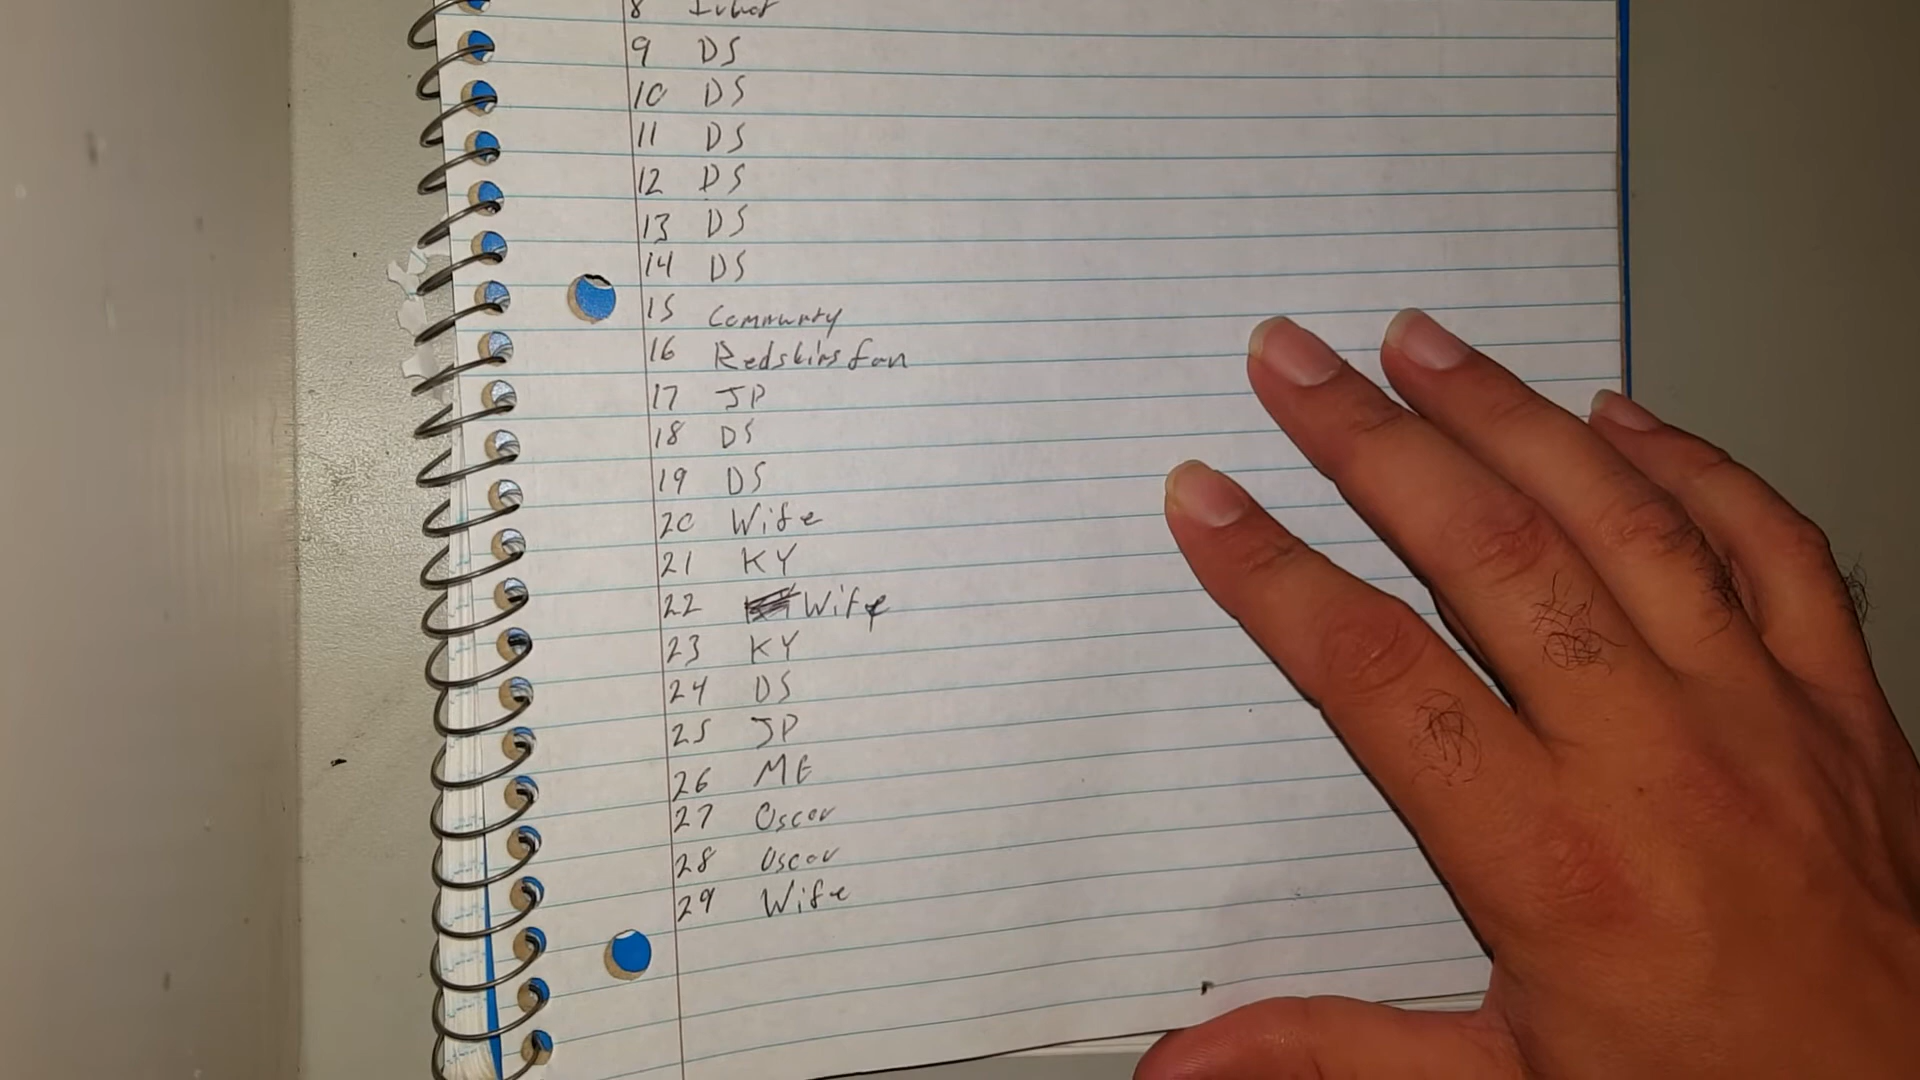 8
9 DS
10 DS
11 DS
12 DS
13 DS
14 DS
15 Community
16 Redskins fan
17 JP
18 DS
19 DS
20 Wife
21 KY
22 Wife
23 KY
24 DS
25 JP
26 ME
27 Oscar
28 Oscar
29 Wife